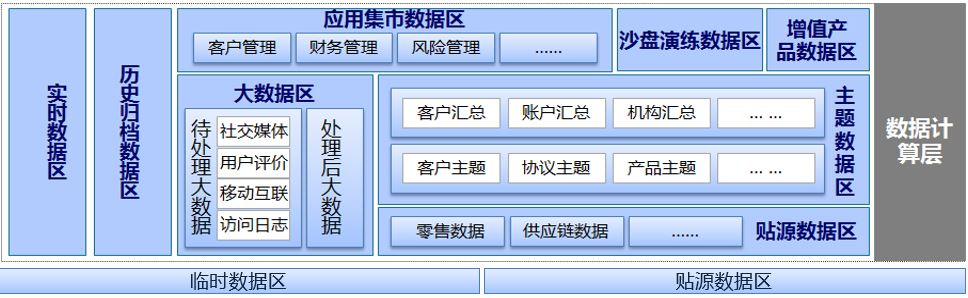 实时数据区
历史归档数据区
应用集市数据区
客户管理
财务管理
风险管理
......
沙盘演练数据区
增值产
品数据区
大数据区
待处理大数据
社交媒体
用户评价
移动互联
访问日志
处理后大数据
客户汇总
账户汇总
机构汇总
... ...
客户主题
协议主题
产品主题
... ...
主题数据区
零售数据
供应链数据
......
贴源数据区
数据计
算层
临时数据区
贴源数据区